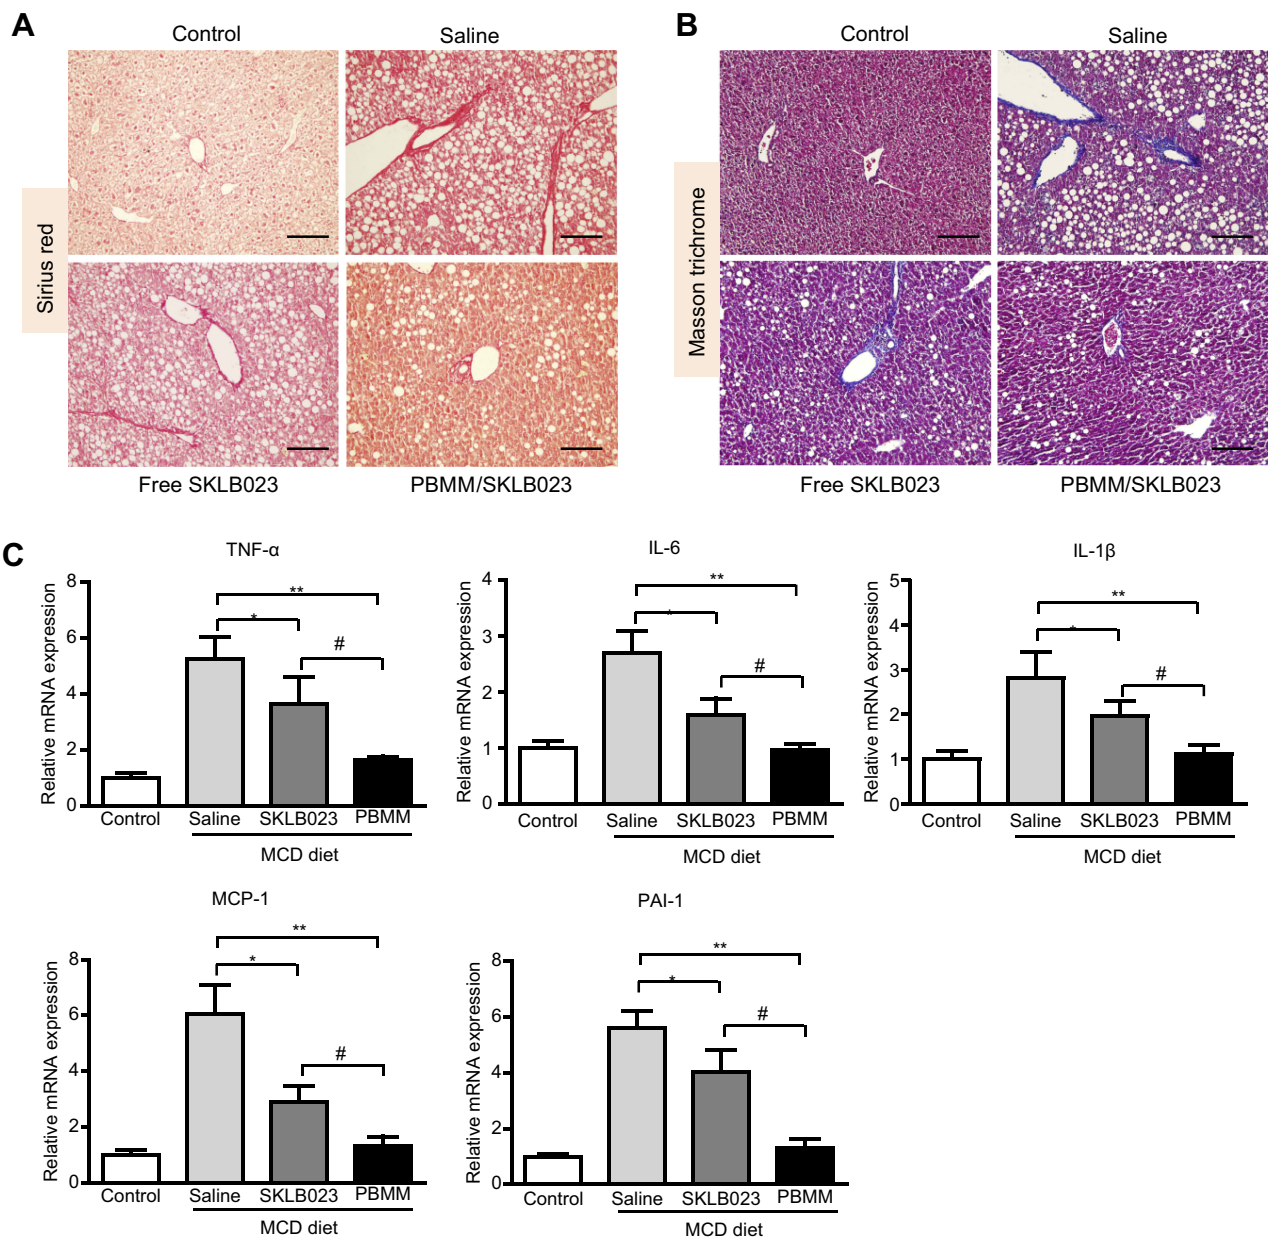 A
Control
Saline
Sirius red
Free SKLB023
PBMM/SKLB023
B
Control
Saline
Masson trichrome
Free SKLB023
PBMM/SKLB023
C
TNF-α
Relative mRNA expression
8
6
4
2
0
**
*
#
Control
Saline
SKLB023
PBMM
MCD diet
IL-6
Relative mRNA expression
4
3
2
1
0
**
*
#
Control
Saline
SKLB023
PBMM
MCD diet
IL-1β
Relative mRNA expression
5
4
3
2
1
0
**
*
#
Control
Saline
SKLB023
PBMM
MCD diet
MCP-1
Relative mRNA expression
8
6
4
2
0
**
*
#
Control
Saline
SKLB023
PBMM
MCD diet
PAI-1
Relative mRNA expression
8
6
4
2
0
**
*
#
Control
Saline
SKLB023
PBMM
MCD diet